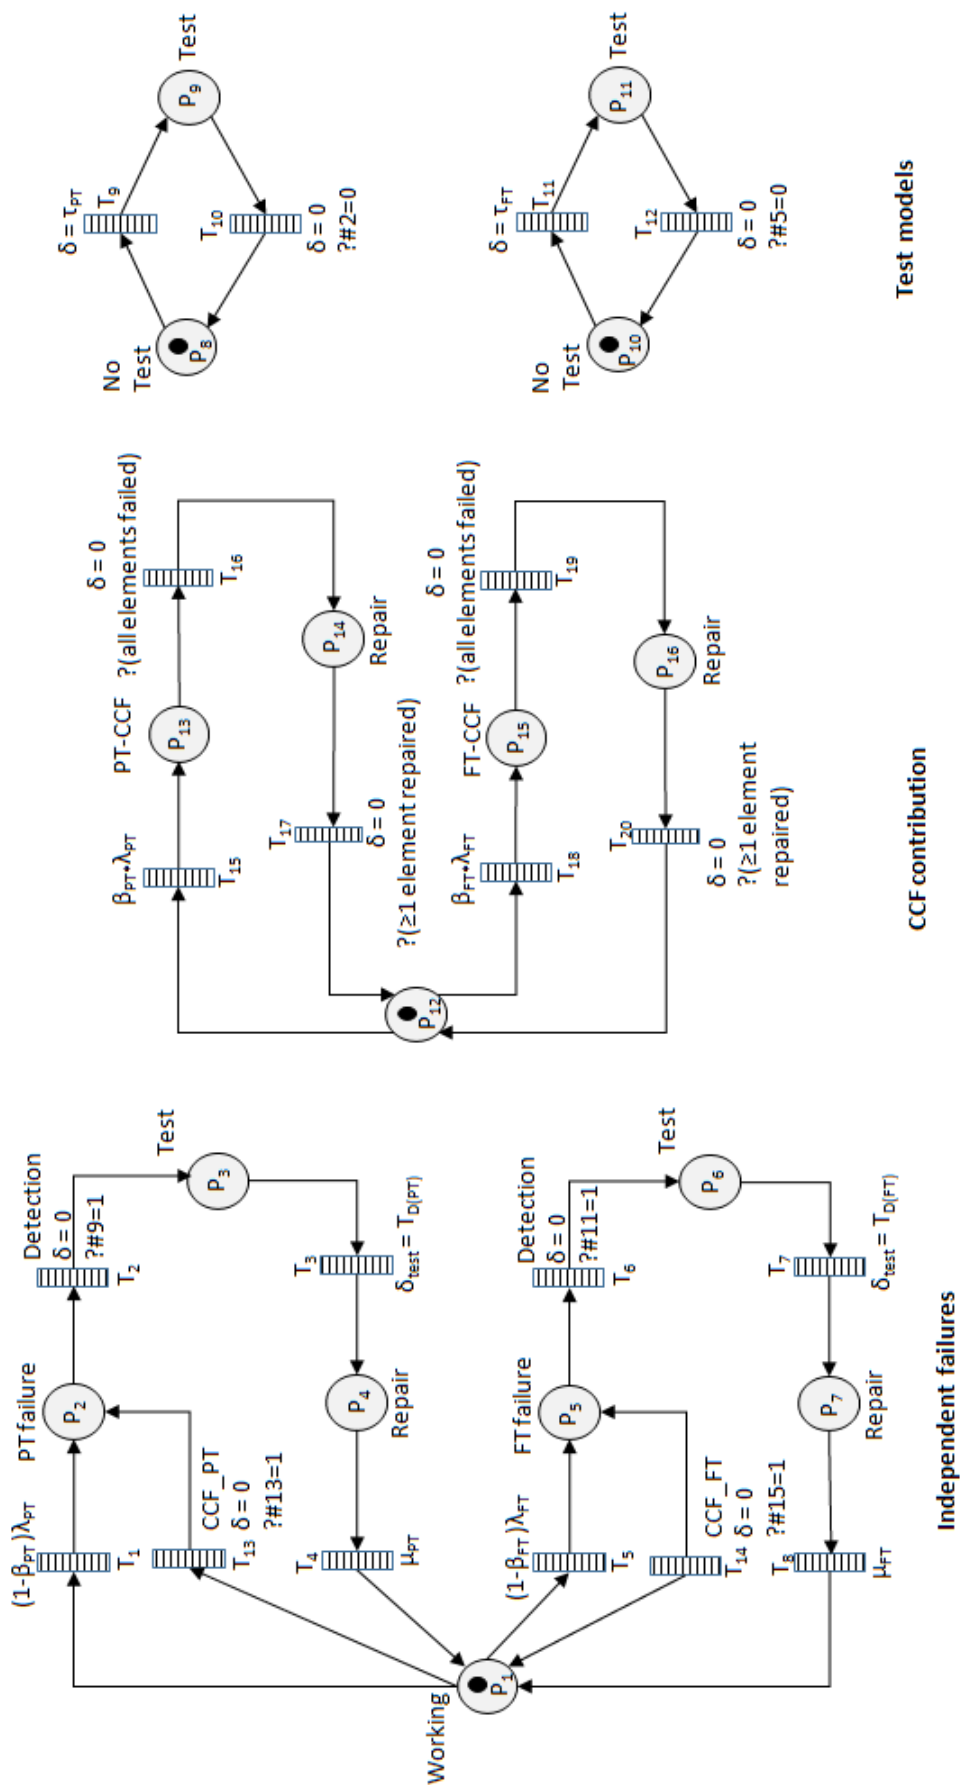 Working
(1-βPT)λPT
T1
PT failure
P2
Detection
δ = 0
?#9=1
T2
Test
P3
T13
CCF_PT
δ = 0
?#13=1
T3
δtest = TD(PT)
P4
Repair
T4
μPT
P1
(1-βFT)λFT
T5
FT failure
P5
Detection
δ = 0
?#11=1
T6
Test
P6
T14
CCF_FT
δ = 0
?#15=1
T7
δtest = TD(FT)
P7
Repair
T8
μFT
Independent failures
βPT*λPT
T15
PT-CCF
P13
δ = 0
?(all elements failed)
T16
P14
Repair
T17
δ = 0
?(≥1 element repaired)
P12
βFT*λFT
T18
FT-CCF
P15
δ = 0
?(all elements failed)
T19
P16
Repair
T20
δ = 0
?(≥1 element
repaired)
CCF contribution
No
Test
P8
δ = τPT
T9
P9
Test
T10
δ = 0
?#2=0
No
Test
P10
δ = τFT
T11
P11
Test
T12
δ = 0
?#5=0
Test models